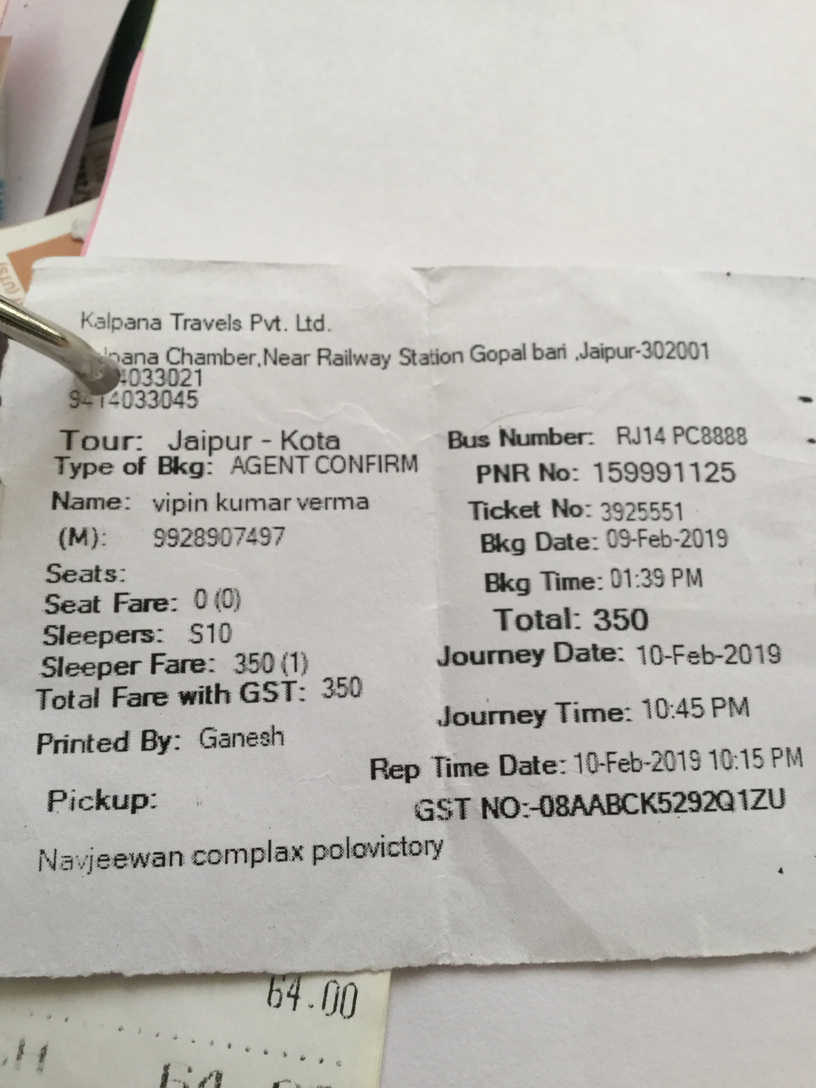 Kalpana Travels Pvt. Ltd.
Chamber,Near Railway Station Gopal bari ,Jaipur-302001
4033021
9414033045
Tour: Jaipur - Kota
Bus Number: RJ14 PC8888
Type of Bkg: AGENT CONFIRM
PNR No: 159991125
Name: vipin kumar verma
Ticket No: 3925551
(M): 9928907497
Bkg Date: 09-Feb-2019
Seats:
Bkg Time: 01:39 PM
Seat Fare: 0 (0)
Total: 350
Sleepers: S10
Journey Date: 10-Feb-2019
Sleeper Fare: 350 (1)
Total Fare with GST: 350
Journey Time: 10:45 PM
Printed By: Ganesh
Rep Time Date: 10-Feb-2019 10:15 PM
Pickup:
GST NO:-08AABCK5292Q1ZU
Navjeewan complax polovictory
64.00